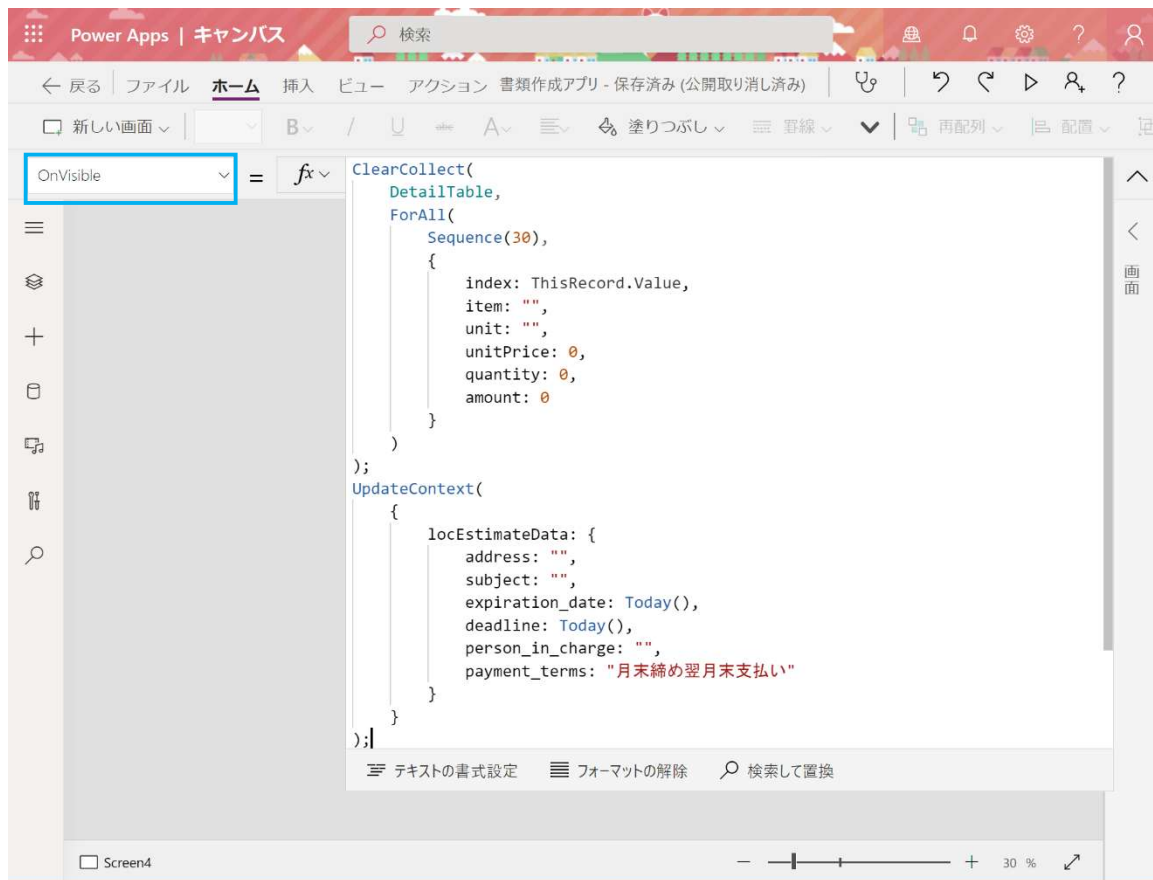 Power Apps | キャンバス 検索
戻る ファイル ホーム 挿入 ビュー アクション 書類作成アプリ - 保存済み (公開取り消し済み) ?
新しい画面 B / U abc A 塗りつぶし 罫線 再配列 配置
OnVisible = fx
ClearCollect(
DetailTable,
ForAll(
Sequence(30),
{
index: ThisRecord.Value,
item: "",
unit: "",
unitPrice: 0,
quantity: 0,
amount: 0
}
)
);
UpdateContext(
{
locEstimateData: {
address: "",
subject: "",
expiration_date: Today(),
deadline: Today(),
person_in_charge: "",
payment_terms: "月末締め翌月末支払い"
}
}
);
テキストの書式設定 フォーマットの解除 検索して置換
画面
Screen4 30 %